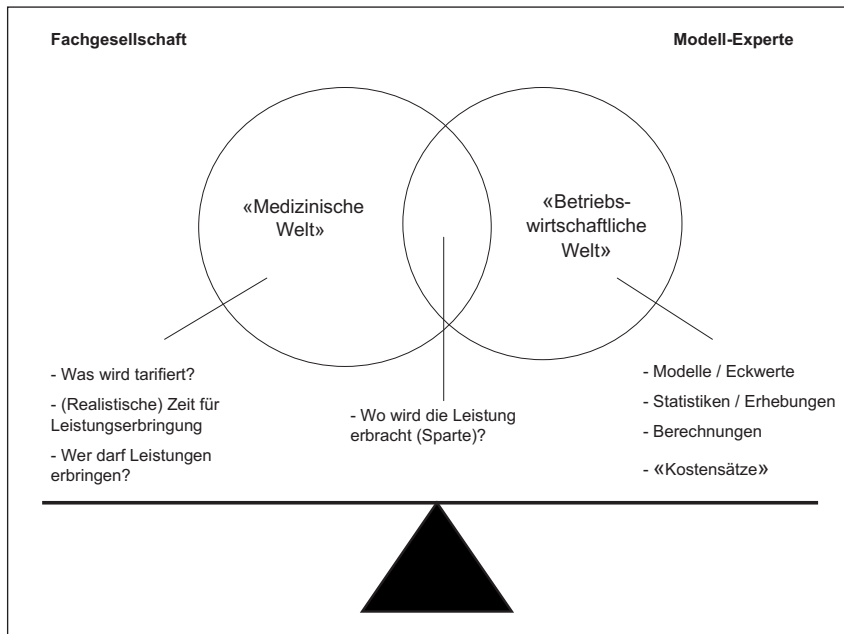 Fachgesellschaft
Modell-Experte
«Medizinische
Welt»
«Betriebs-
wirtschaftliche
Welt»
- Was wird tarifiert?
- (Realistische) Zeit für
Leistungserbringung
- Wer darf Leistungen
erbringen?
- Wo wird die Leistung
erbracht (Sparte)?
- Modelle / Eckwerte
- Statistiken / Erhebungen
- Berechnungen
- «Kostensätze»